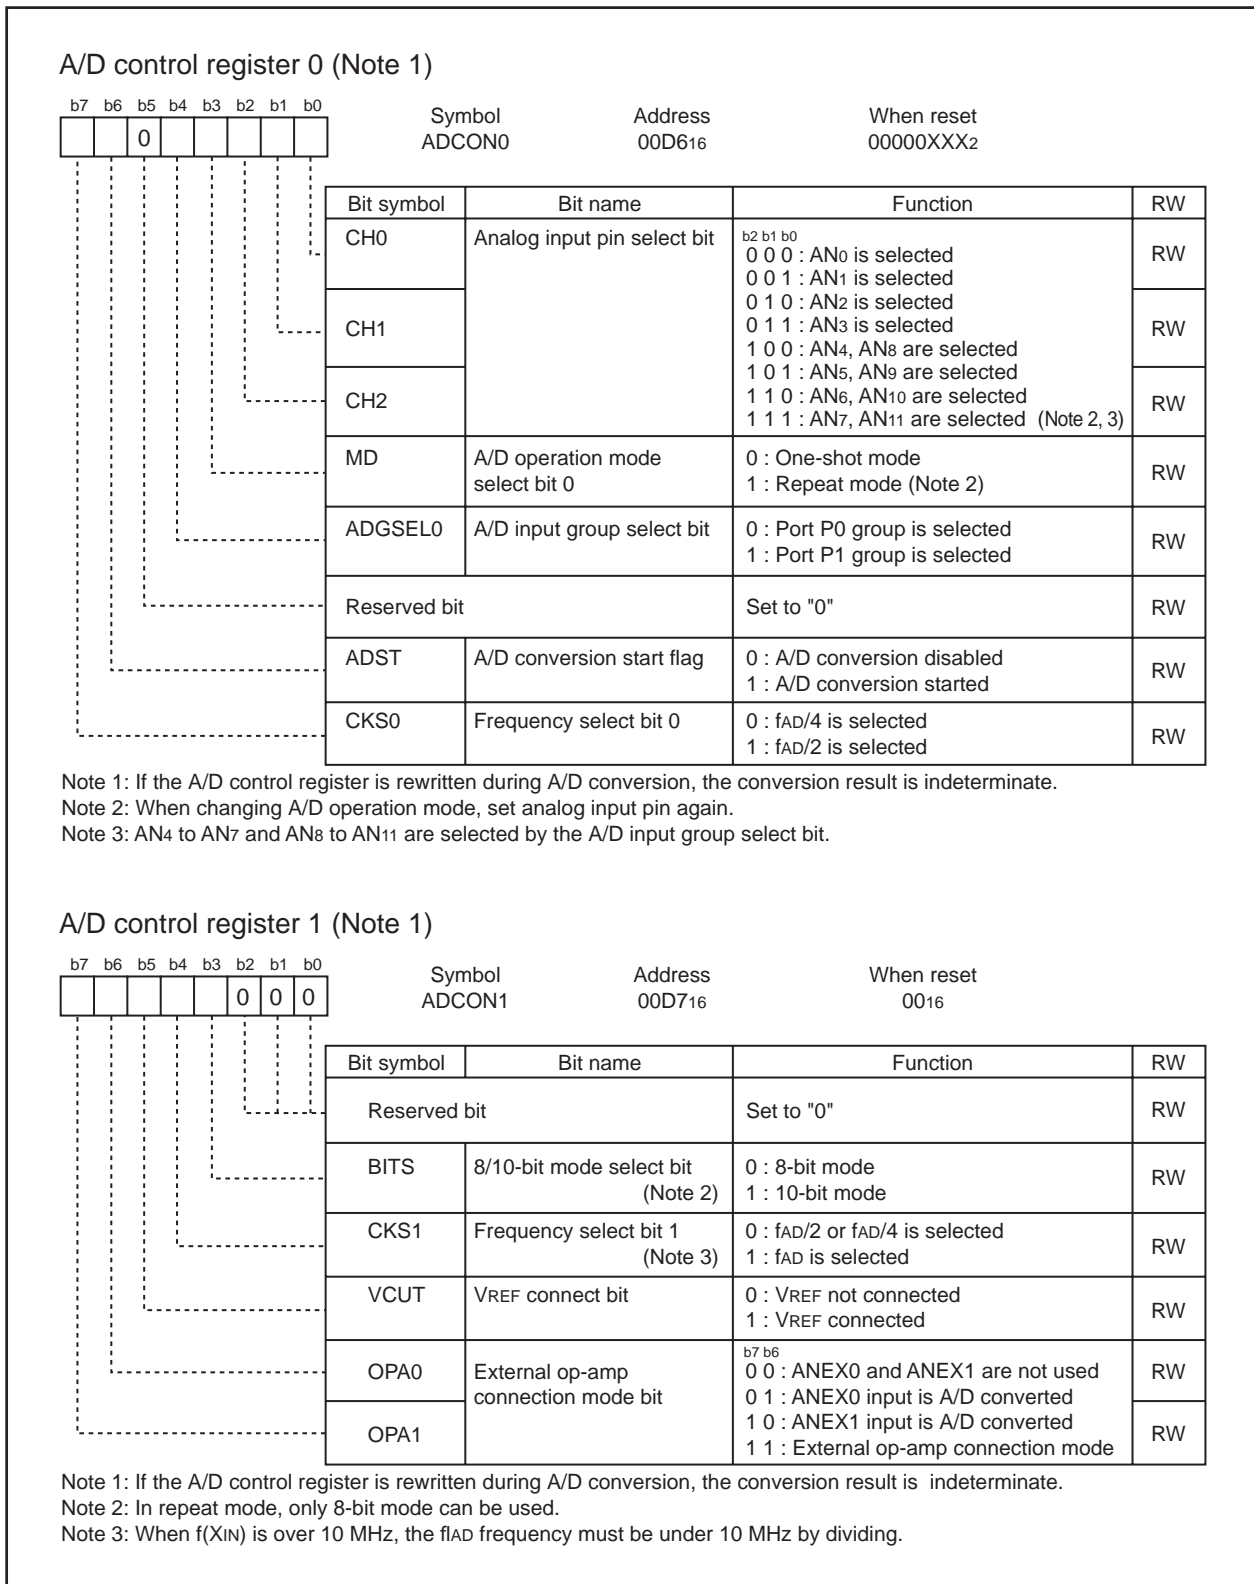 A/D control register 0 (Note 1)
b7 b6 b5 b4 b3 b2 b1 b0
0
Symbol Address When reset
ADCON0 00D616 00000XXX2
Bit symbol Bit name Function RW
CH0 Analog input pin select bit b2 b1 b0
0 0 0 : AN0 is selected RW
0 0 1 : AN1 is selected
0 1 0 : AN2 is selected
CH1 0 1 1 : AN3 is selected RW
1 0 0 : AN4, AN8 are selected
1 0 1 : AN5, AN9 are selected
CH2 1 1 0 : AN6, AN10 are selected RW
1 1 1 : AN7, AN11 are selected (Note 2, 3)
MD A/D operation mode 0 : One-shot mode RW
select bit 0 1 : Repeat mode (Note 2)
ADGSEL0 A/D input group select bit 0 : Port P0 group is selected RW
1 : Port P1 group is selected
Reserved bit Set to "0" RW
ADST A/D conversion start flag 0 : A/D conversion disabled RW
1 : A/D conversion started
CKS0 Frequency select bit 0 0 : fAD/4 is selected RW
1 : fAD/2 is selected
Note 1: If the A/D control register is rewritten during A/D conversion, the conversion result is indeterminate.
Note 2: When changing A/D operation mode, set analog input pin again.
Note 3: AN4 to AN7 and AN8 to AN11 are selected by the A/D input group select bit.
A/D control register 1 (Note 1)
b7 b6 b5 b4 b3 b2 b1 b0
0 0 0
Symbol Address When reset
ADCON1 00D716 0016
Bit symbol Bit name Function RW
Reserved bit Set to "0" RW
BITS 8/10-bit mode select bit 0 : 8-bit mode RW
(Note 2) 1 : 10-bit mode
CKS1 Frequency select bit 1 0 : fAD/2 or fAD/4 is selected RW
(Note 3) 1 : fAD is selected
VCUT VREF connect bit 0 : VREF not connected RW
1 : VREF connected
b7 b6
OPA0 External op-amp 0 0 : ANEX0 and ANEX1 are not used RW
connection mode bit 0 1 : ANEX0 input is A/D converted
1 0 : ANEX1 input is A/D converted
OPA1 1 1 : External op-amp connection mode RW
Note 1: If the A/D control register is rewritten during A/D conversion, the conversion result is indeterminate.
Note 2: In repeat mode, only 8-bit mode can be used.
Note 3: When f(XIN) is over 10 MHz, the flAD frequency must be under 10 MHz by dividing.